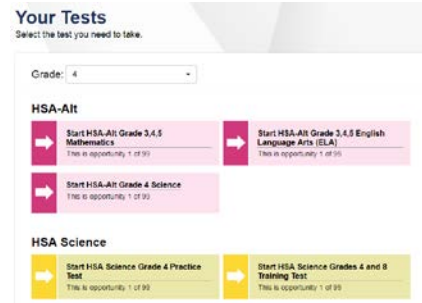 Your Tests
Select the test you need to take.
Grade: 4
HSA-Alt
Start HSA-Alt Grade 3,4,5
Mathematics
This is opportunity 1 of 99
Start HSA-Alt Grade 3,4,5 English
Language Arts (ELA)
This is opportunity 1 of 99
Start HSA-Alt Grade 4 Science
This is opportunity 1 of 99
HSA Science
Start HSA Science Grade 4 Practice
Test
This is opportunity 1 of 99
Start HSA Science Grades 4 and 8
Training Test
This is opportunity 1 of 99